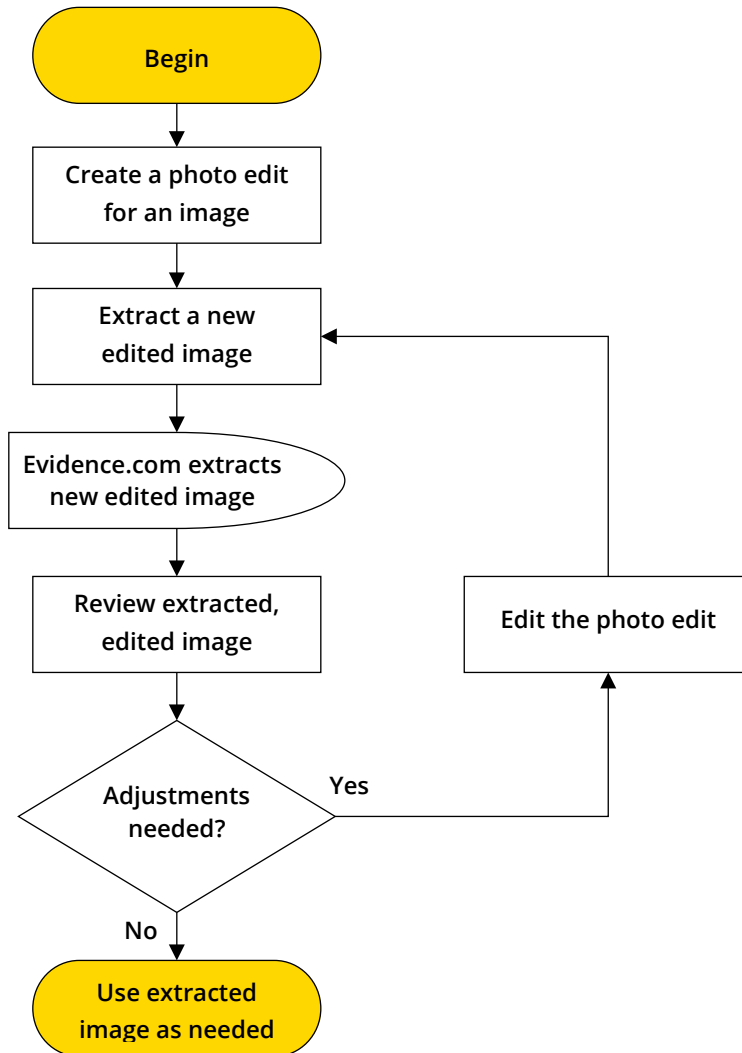 Begin
Create a photo edit
for an image
Extract a new
edited image
Evidence.com extracts
new edited image
Review extracted,
edited image
Edit the photo edit
Adjustments
needed?
Yes
No
Use extracted
image as needed